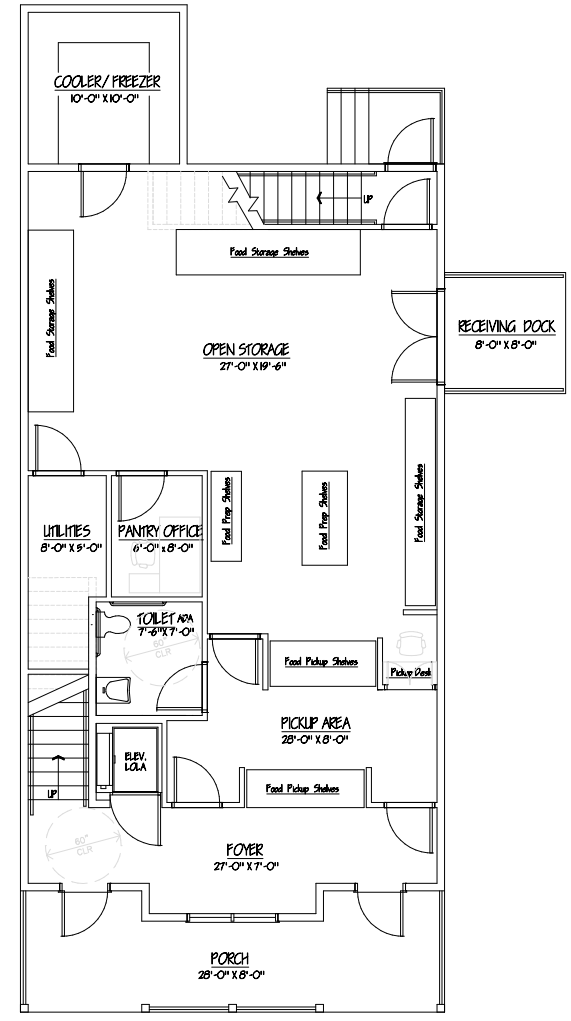 COOLER/ FREEZER
10'-0" X 10'-0"
UP
Food Storage Shelves
Food Storage Shelves
RECEIVING DOCK
8'-0" X 8'-0"
OPEN STORAGE
27'-0" X 19'-6"
Food Storage Shelves
Food Prep Shelves
Food Prep Shelves
UTILITIES
8'-0" X 5'-0"
PANTRY OFFICE
6'-0" x 8'-0"
TOILET ADA
7'-6" X 7'-0"
60"
CLR
Food Pickup Shelves
Pickup Desk
PICKUP AREA
28'-0" X 8'-0"
ELEV.
LOLA
UP
Food Pickup Shelves
60"
CLR
FOYER
27'-0" X 7'-0"
PORCH
28'-0" X 8'-0"